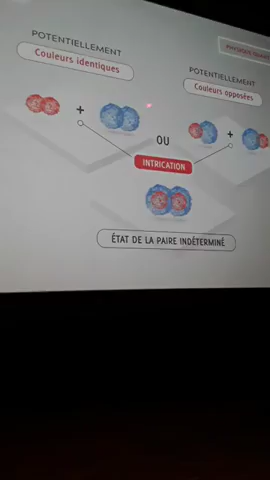 POTENTIELLEMENT
Couleurs identiques
POTENTIELLEMENT
Couleurs opposées
+
OU
+
INTRICATION
ÉTAT DE LA PAIRE INDÉTERMINÉ